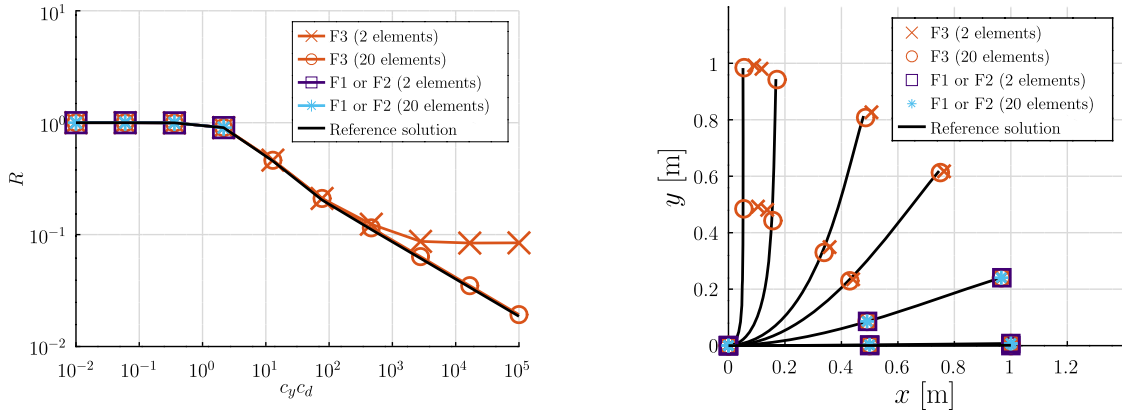 10^1
10^0
10^-1
10^-2
R
10^-2 10^-1 10^0 10^1 10^2 10^3 10^4 10^5
c_y c_d
F3 (2 elements)
F3 (20 elements)
F1 or F2 (2 elements)
F1 or F2 (20 elements)
Reference solution
1
0.8
0.6
0.4
0.2
0
y [m]
0 0.2 0.4 0.6 0.8 1 1.2
x [m]
F3 (2 elements)
F3 (20 elements)
F1 or F2 (2 elements)
F1 or F2 (20 elements)
Reference solution